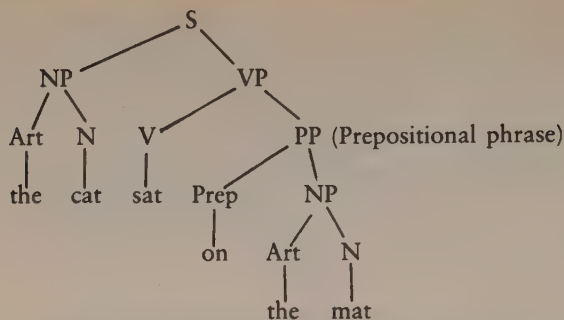 S
NP VP
Art N V PP (Prepositional phrase)
the cat sat Prep NP
on Art N
the mat